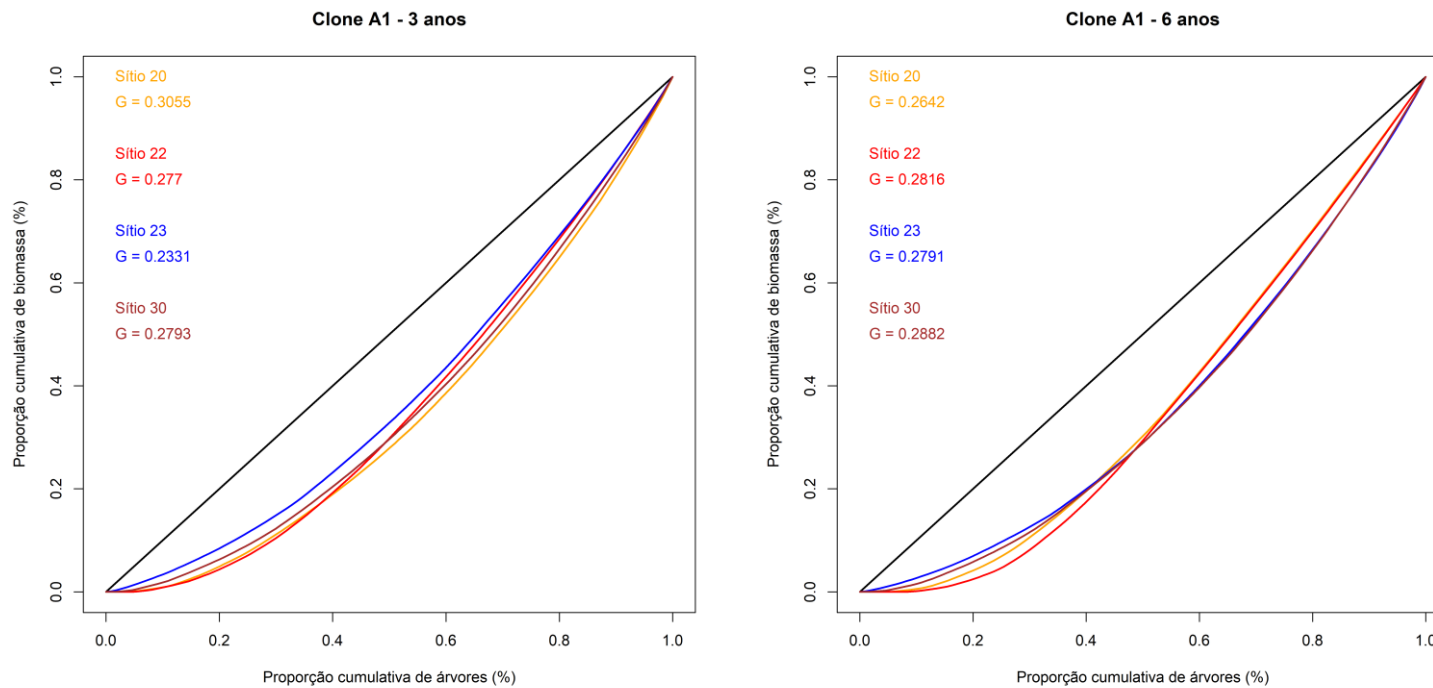 Clone A1 - 3 anos
Sítio 20
G = 0.3055
Sítio 22
G = 0.277
Sítio 23
G = 0.2331
Sítio 30
G = 0.2793
Proporção cumulativa de biomassa (%)
1.0
0.8
0.6
0.4
0.2
0.0
0.0 0.2 0.4 0.6 0.8 1.0
Proporção cumulativa de árvores (%)
Clone A1 - 6 anos
Sítio 20
G = 0.2642
Sítio 22
G = 0.2816
Sítio 23
G = 0.2791
Sítio 30
G = 0.2882
Proporção cumulativa de biomassa (%)
1.0
0.8
0.6
0.4
0.2
0.0
0.0 0.2 0.4 0.6 0.8 1.0
Proporção cumulativa de árvores (%)